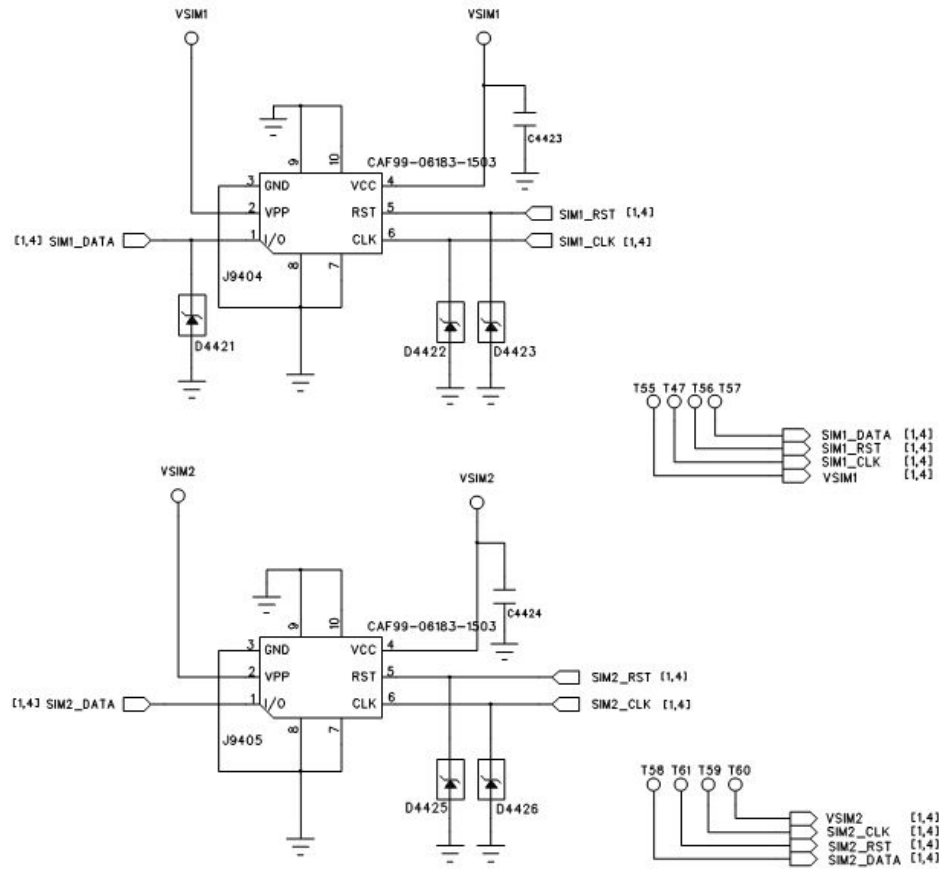 VSIM1
VSIM1
C4423
9
10
CAF99-06183-1503
3 GND VCC 4
2 VPP RST 5 SIM1_RST [1,4]
[1,4] SIM1_DATA 1 I/O CLK 6 SIM1_CLK [1,4]
8
7
J9404
D4421
D4422
D4423
T55 T47 T56 T57
SIM1_DATA [1,4]
SIM1_RST [1,4]
SIM1_CLK [1,4]
VSIM1 [1,4]
VSIM2
VSIM2
C4424
9
10
CAF99-06183-1503
3 GND VCC 4
2 VPP RST 5 SIM2_RST [1,4]
[1,4] SIM2_DATA 1 I/O CLK 6 SIM2_CLK [1,4]
8
7
J9405
D4425
D4426
T58 T61 T59 T60
VSIM2 [1,4]
SIM2_CLK [1,4]
SIM2_RST [1,4]
SIM2_DATA [1,4]